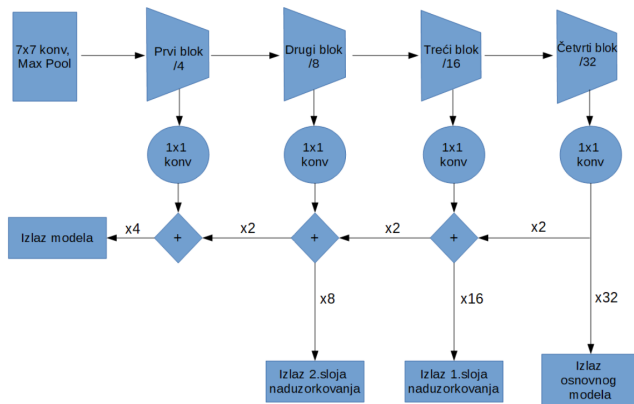 7x7 konv,
Max Pool
Prvi blok
/4
Drugi blok
/8
Treći blok
/16
Četvrti blok
/32
1x1
konv
1x1
konv
1x1
konv
1x1
konv
Izlaz modela
x4
+
x2
+
x2
+
x2
x8
x16
x32
Izlaz 2.sloja
naduzorkovanja
Izlaz 1.sloja
naduzorkovanja
Izlaz
osnovnog
modela